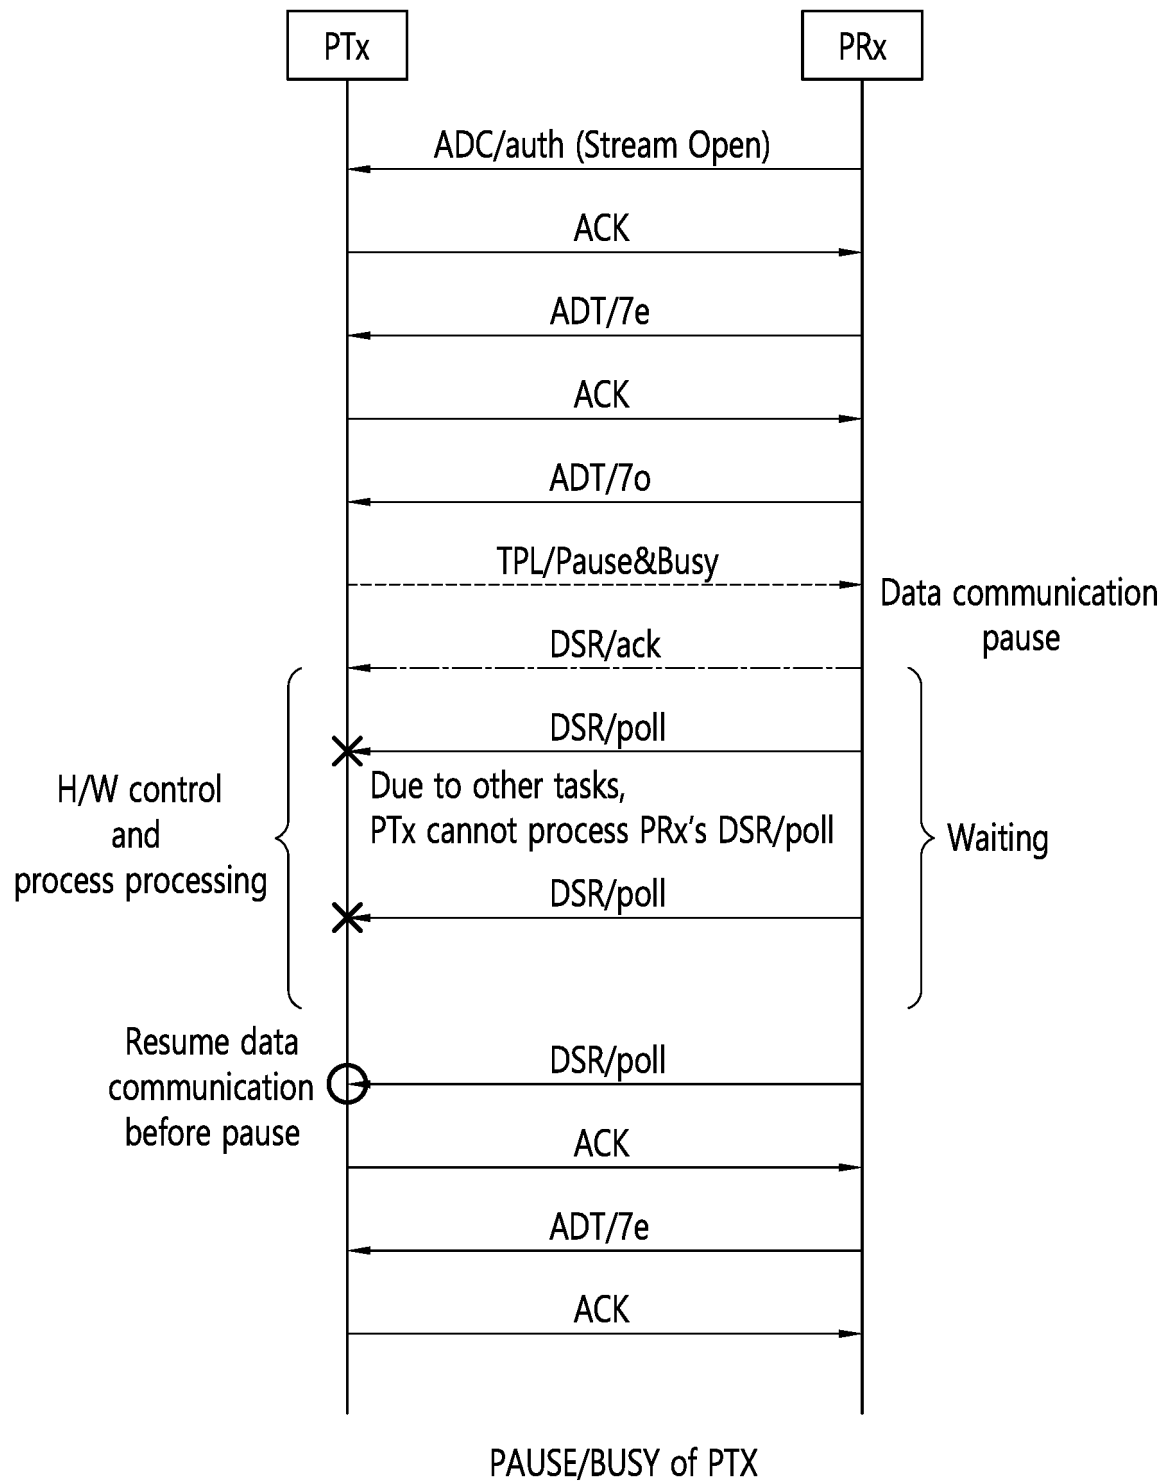 PTx
PRx
ADC/auth (Stream Open)
ACK
ADT/7e
ACK
ADT/7o
TPL/Pause&Busy
Data communication
pause
DSR/ack
DSR/poll
Due to other tasks,
PTx cannot process PRx's DSR/poll
H/W control
and
process processing
Waiting
DSR/poll
Resume data
communication
before pause
DSR/poll
ACK
ADT/7e
ACK
PAUSE/BUSY of PTX